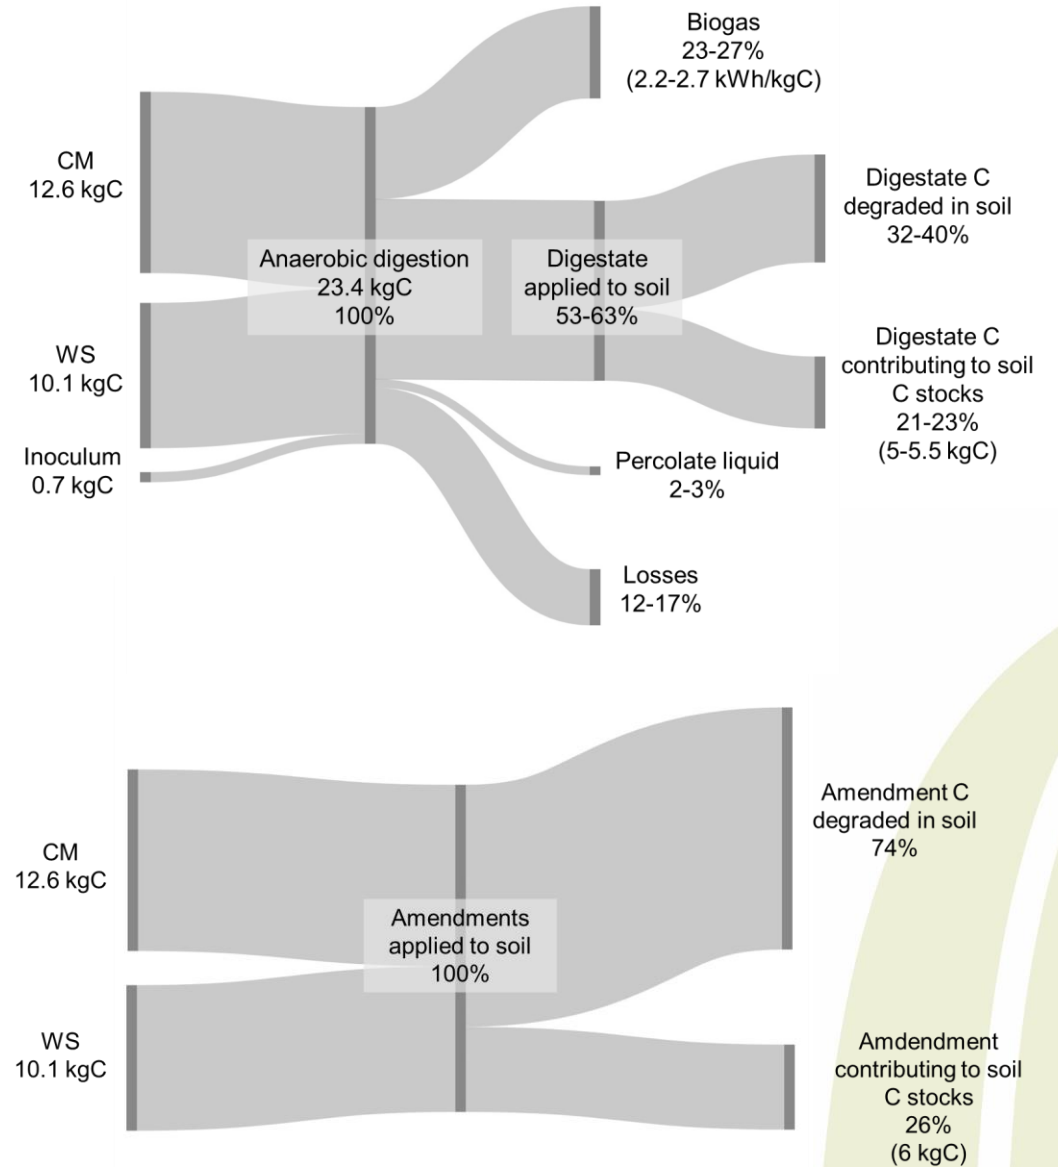 Biogas
23-27%
(2.2-2.7 kWh/kgC)
CM
12.6 kgC
Digestate C
degraded in soil
32-40%
Anaerobic digestion
23.4 kgC
100%
Digestate
applied to soil
53-63%
WS
10.1 kgC
Digestate C
contributing to soil
C stocks
21-23%
(5-5.5 kgC)
Inoculum
0.7 kgC
Percolate liquid
2-3%
Losses
12-17%
CM
12.6 kgC
Amendment C
degraded in soil
74%
Amendments
applied to soil
100%
WS
10.1 kgC
Amdendment
contributing to soil
C stocks
26%
(6 kgC)